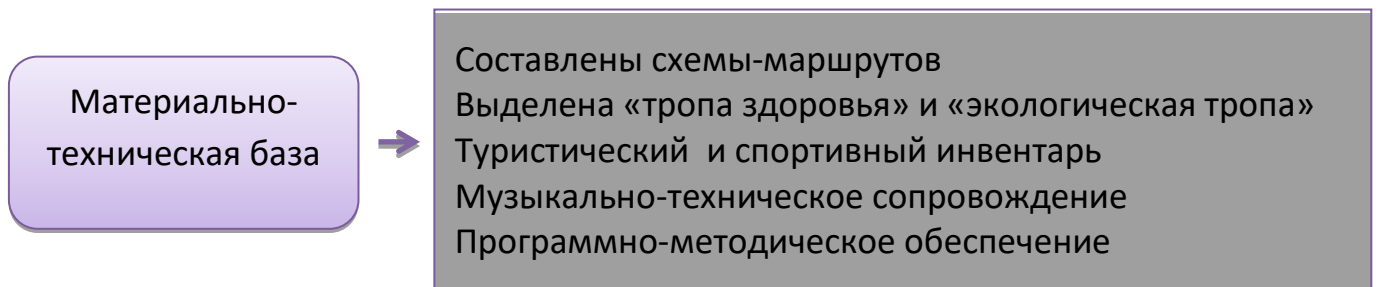 Материально-
техническая база
Составлены схемы-маршрутов
Выделена «тропа здоровья» и «экологическая тропа»
Туристический  и спортивный инвентарь
Музыкально-техническое сопровождение
Программно-методическое обеспечение